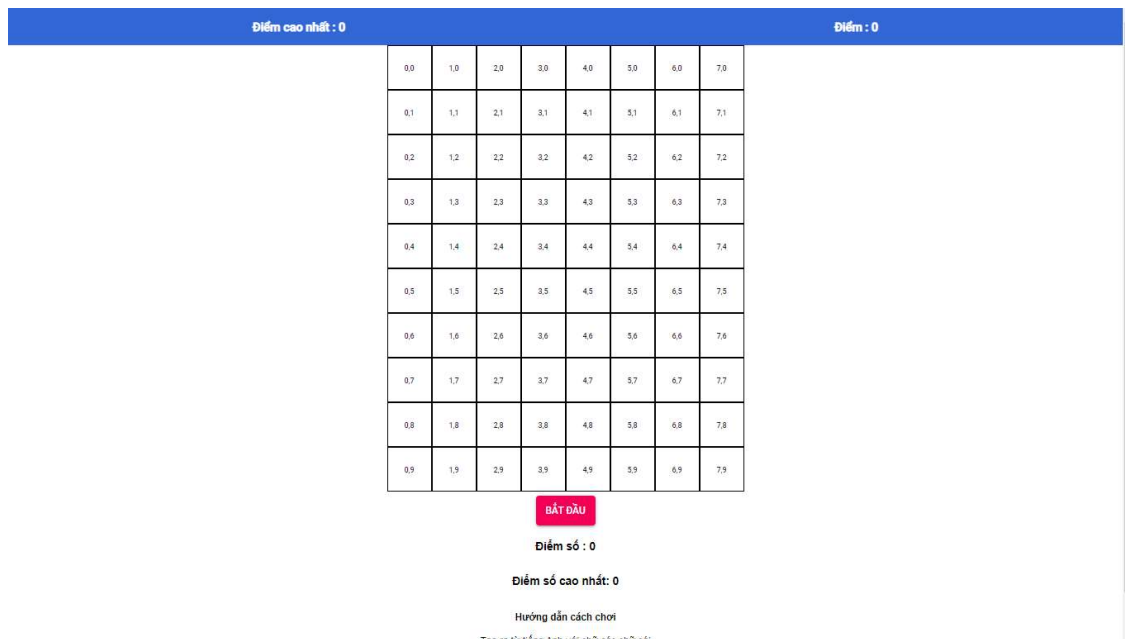 Điểm cao nhất : 0 Điểm : 0
0,0 1,0 2,0 3,0 4,0 5,0 6,0 7,0
0,1 1,1 2,1 3,1 4,1 5,1 6,1 7,1
0,2 1,2 2,2 3,2 4,2 5,2 6,2 7,2
0,3 1,3 2,3 3,3 4,3 5,3 6,3 7,3
0,4 1,4 2,4 3,4 4,4 5,4 6,4 7,4
0,5 1,5 2,5 3,5 4,5 5,5 6,5 7,5
0,6 1,6 2,6 3,6 4,6 5,6 6,6 7,6
0,7 1,7 2,7 3,7 4,7 5,7 6,7 7,7
0,8 1,8 2,8 3,8 4,8 5,8 6,8 7,8
0,9 1,9 2,9 3,9 4,9 5,9 6,9 7,9
BẮT ĐẦU
Điểm số : 0
Điểm số cao nhất: 0
Hướng dẫn cách chơi